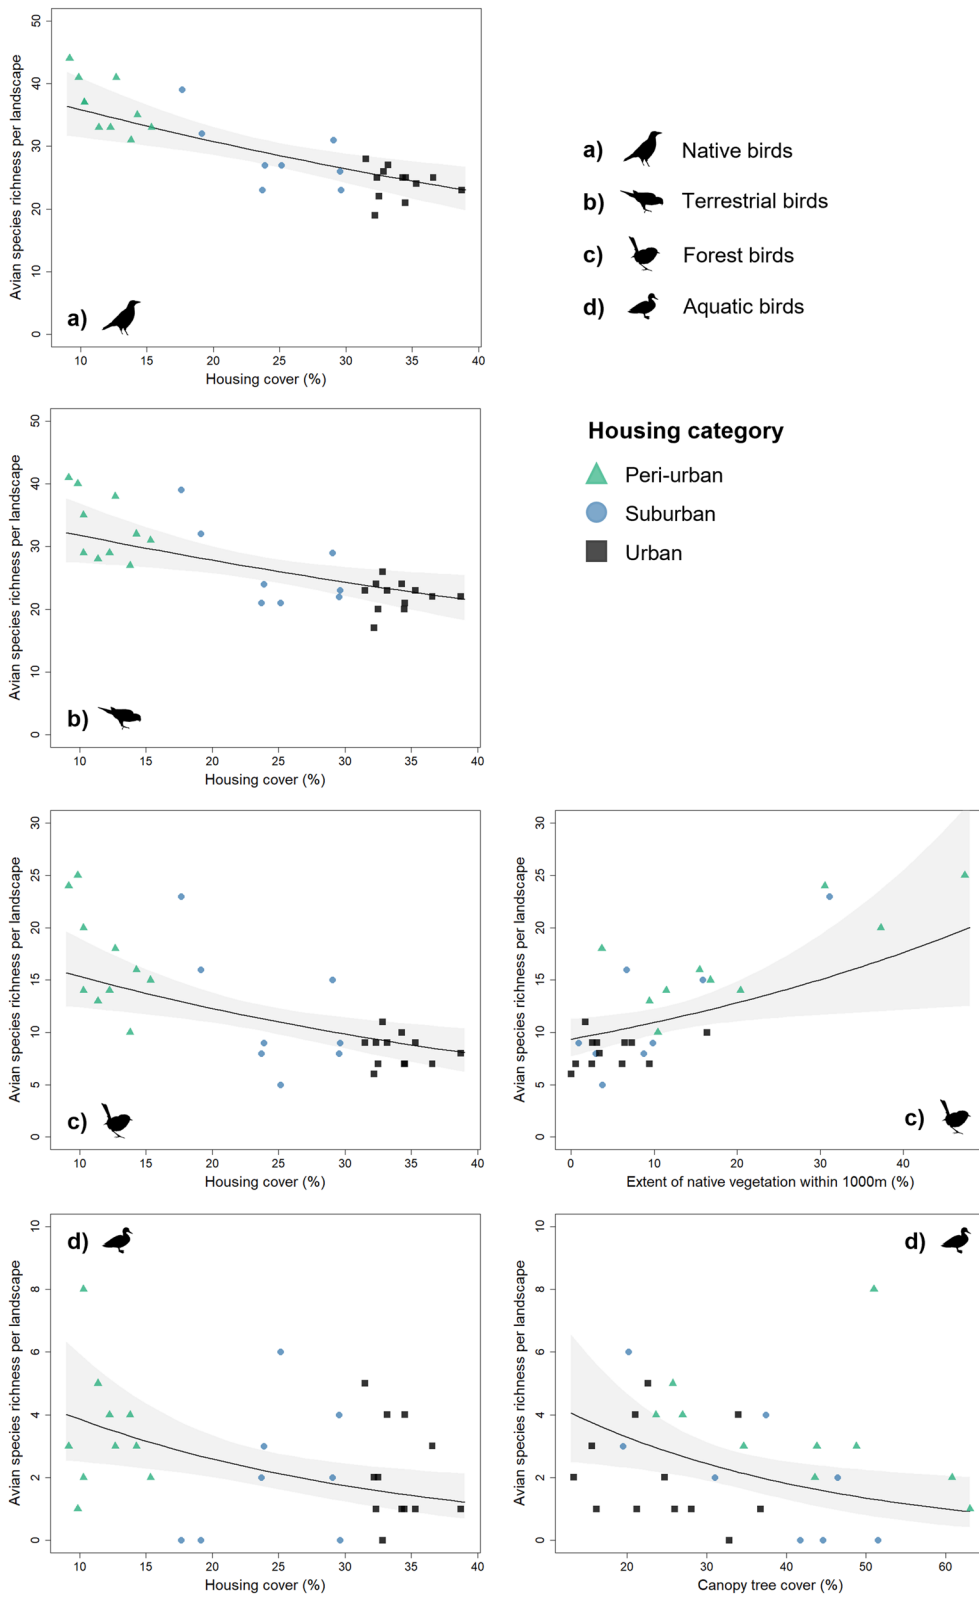 Avian species richness per landscape
50
40
30
20
10
0
10 15 20 25 30 35 40
Housing cover (%)
a)
a) Native birds
b) Terrestrial birds
c) Forest birds
d) Aquatic birds
Housing category
Peri-urban
Suburban
Urban
Avian species richness per landscape
50
40
30
20
10
0
10 15 20 25 30 35 40
Housing cover (%)
b)
Avian species richness per landscape
30
25
20
15
10
5
0
10 15 20 25 30 35 40
Housing cover (%)
c)
Avian species richness per landscape
30
25
20
15
10
5
0
0 10 20 30 40
Extent of native vegetation within 1000m (%)
c)
Avian species richness per landscape
10
8
6
4
2
0
10 15 20 25 30 35 40
Housing cover (%)
d)
Avian species richness per landscape
10
8
6
4
2
0
20 30 40 50 60
Canopy tree cover (%)
d)